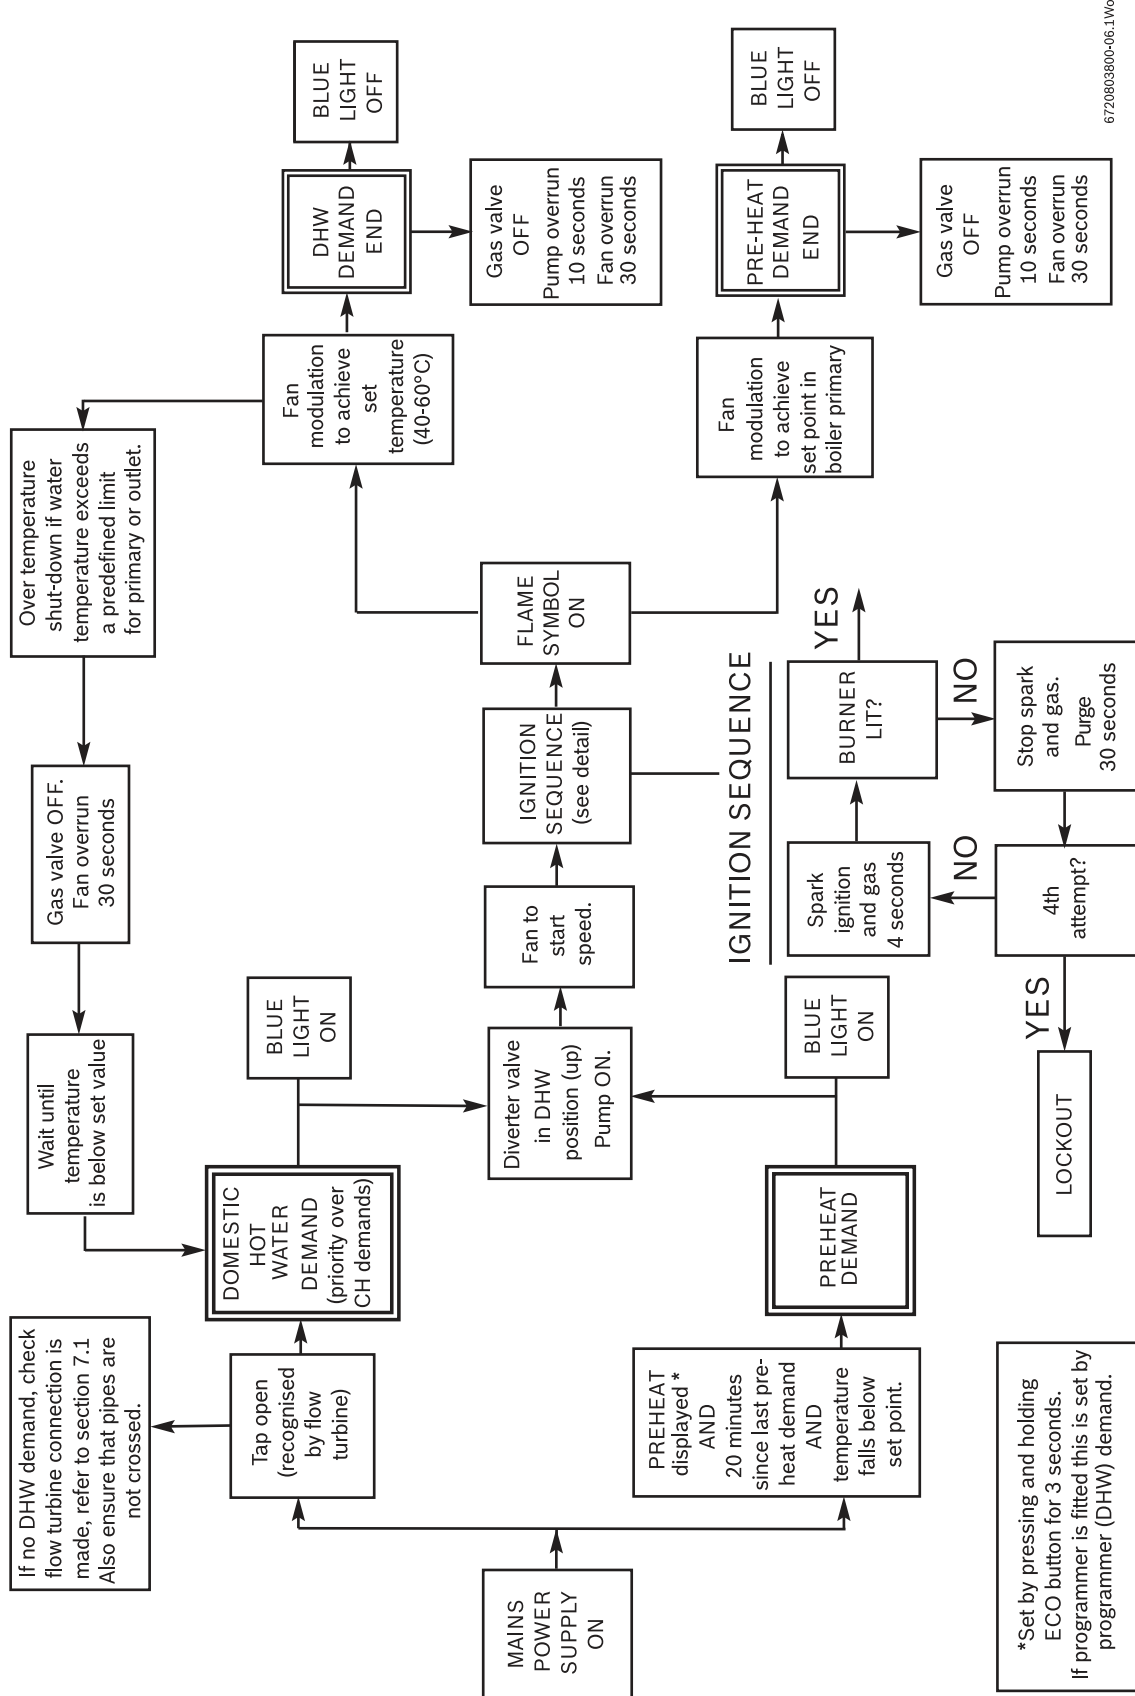 MAINS
POWER
SUPPLY
ON
If no DHW demand, check
flow turbine connection is
made, refer to section 7.1
Also ensure that pipes are
not crossed.
Tap open
(recognised
by flow
turbine)
PREHEAT
displayed *
AND
20 minutes
since last pre-
heat demand
AND
temperature
falls below
set point.
*Set by pressing and holding
ECO button for 3 seconds.
If programmer is fitted this is set by
programmer (DHW) demand.
Wait until
temperature
is below set value
DOMESTIC
HOT
WATER
DEMAND
(priority over
CH demands)
PREHEAT
DEMAND
BLUE
LIGHT
ON
Diverter valve
in DHW
position (up)
Pump ON.
BLUE
LIGHT
ON
LOCKOUT
Gas valve OFF.
Fan overrun
30 seconds
Fan to
start
speed.
IGNITION
SEQUENCE
(see detail)
FLAME
SYMBOL
ON
IGNITION SEQUENCE
Spark
ignition
and gas
4 seconds
BURNER
LIT?
YES
NO
Stop spark
and gas.
Purge
30 seconds
4th
attempt?
NO
YES
Over temperature
shut-down if water
temperature exceeds
a predefined limit
for primary or outlet.
Fan
modulation
to achieve
set
temperature
(40-60°C)
Fan
modulation
to achieve
set point in
boiler primary
DHW
DEMAND
END
BLUE
LIGHT
OFF
Gas valve
OFF
Pump overrun
10 seconds
Fan overrun
30 seconds
PRE-HEAT
DEMAND
END
BLUE
LIGHT
OFF
Gas valve
OFF
Pump overrun
10 seconds
Fan overrun
30 seconds
6720803800-06.1Wo